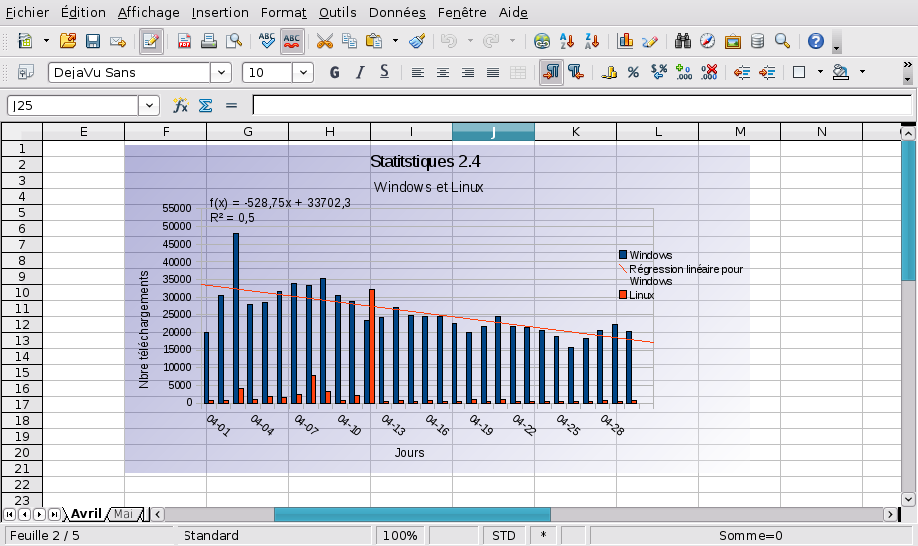 Fichier Édition Affichage Insertion Format Outils Données Fenêtre Aide
DejaVu Sans 10 G I S
J25
E F G H I J K L M N
1
2
3
4
5
6
7
8
9
10
11
12
13
14
15
16
17
18
19
20
21
22
23
Statitstiques 2.4
Windows et Linux
f(x) = -528,75x + 33702,3
R² = 0,5
55000
50000
45000
40000
35000
30000
25000
20000
15000
10000
5000
0
Nbre téléchargements
Windows
Régression linéaire pour
Windows
Linux
04-01 04-04 04-07 04-10 04-13 04-16 04-19 04-22 04-25 04-28
Jours
Avril Mai
Feuille 2 / 5 Standard 100% STD * Somme=0